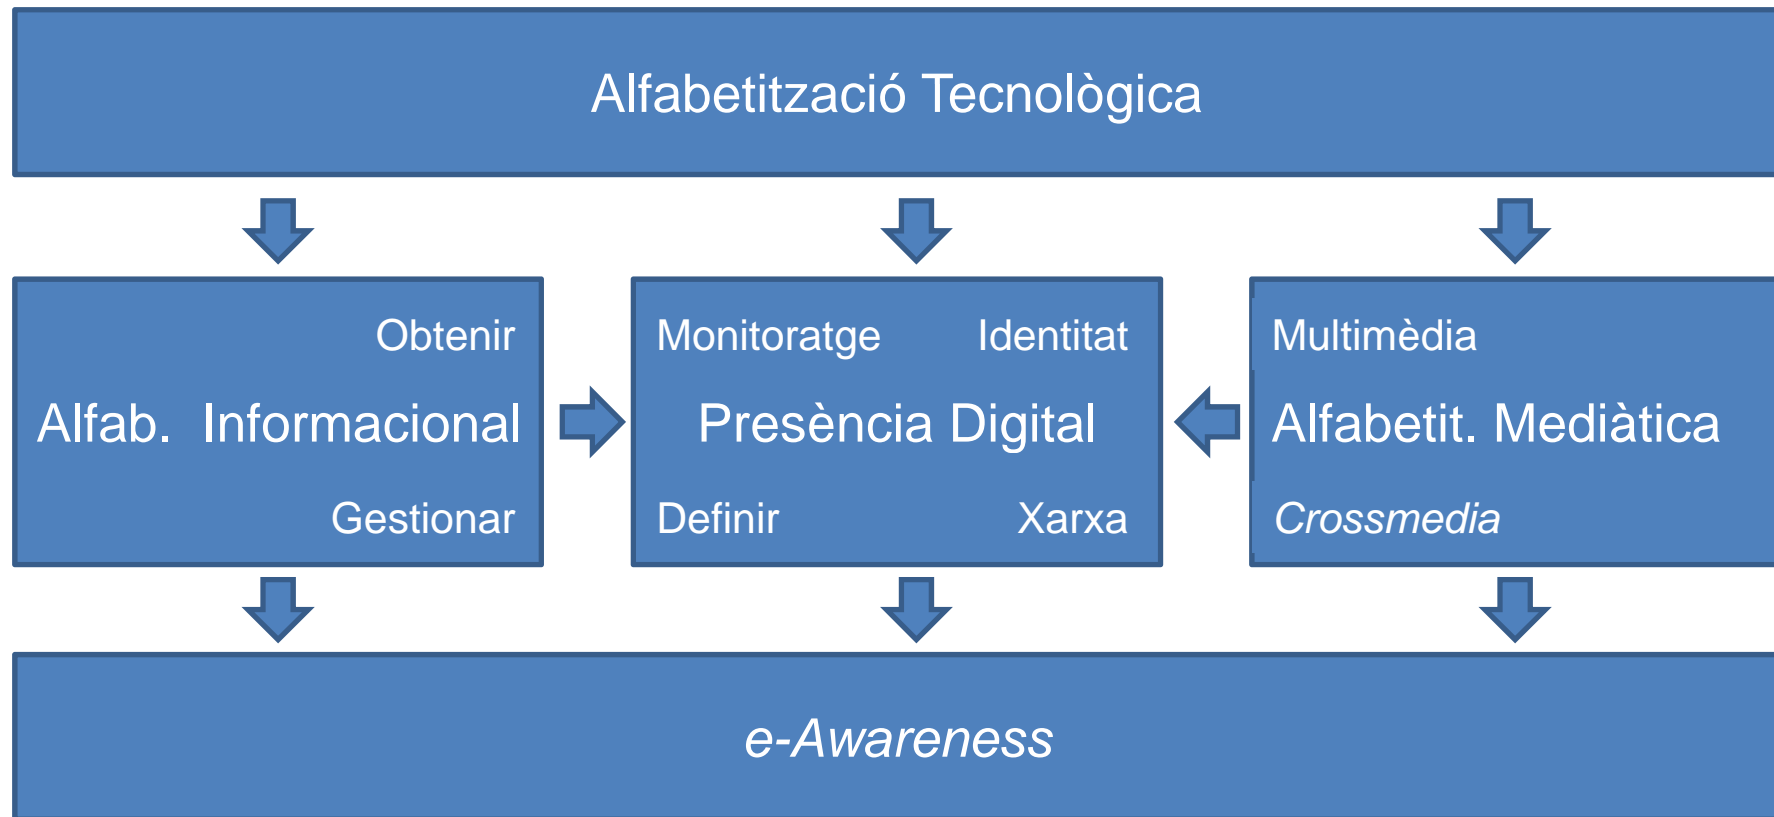 Alfabetització Tecnològica
Obtenir
Alfab. Informacional
Gestionar
Monitoratge Identitat
Presència Digital
Definir Xarxa
Multimèdia
Alfabetit. Mediàtica
Crossmedia
e-Awareness